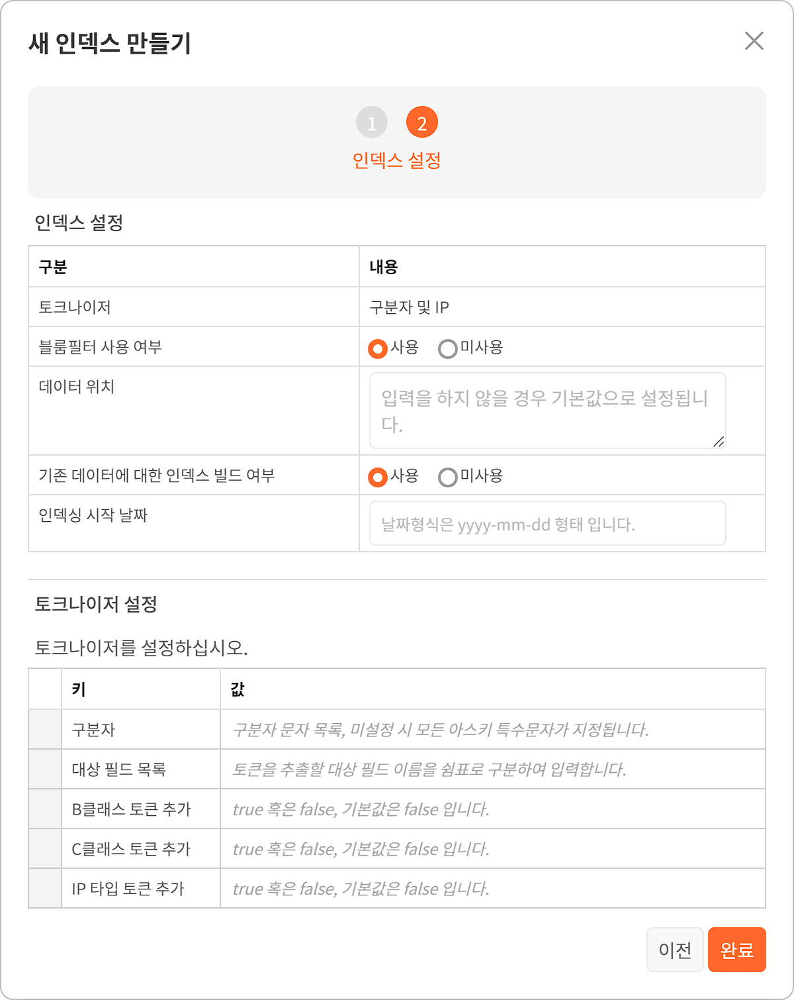 새 인덱스 만들기
1 2
인덱스 설정
인덱스 설정
구분 내용
토크나이저 구분자 및 IP
블룸필터 사용 여부 사용 미사용
데이터 위치 입력을 하지 않을 경우 기본값으로 설정됩니
다.
기존 데이터에 대한 인덱스 빌드 여부 사용 미사용
인덱싱 시작 날짜 날짜형식은 yyyy-mm-dd 형태 입니다.
토크나이저 설정
토크나이저를 설정하십시오.
키 값
구분자 구분자 문자 목록, 미설정 시 모든 아스키 특수문자가 지정됩니다.
대상 필드 목록 토큰을 추출할 대상 필드 이름을 쉼표로 구분하여 입력합니다.
B클래스 토큰 추가 true 혹은 false, 기본값은 false 입니다.
C클래스 토큰 추가 true 혹은 false, 기본값은 false 입니다.
IP 타입 토큰 추가 true 혹은 false, 기본값은 false 입니다.
이전 완료